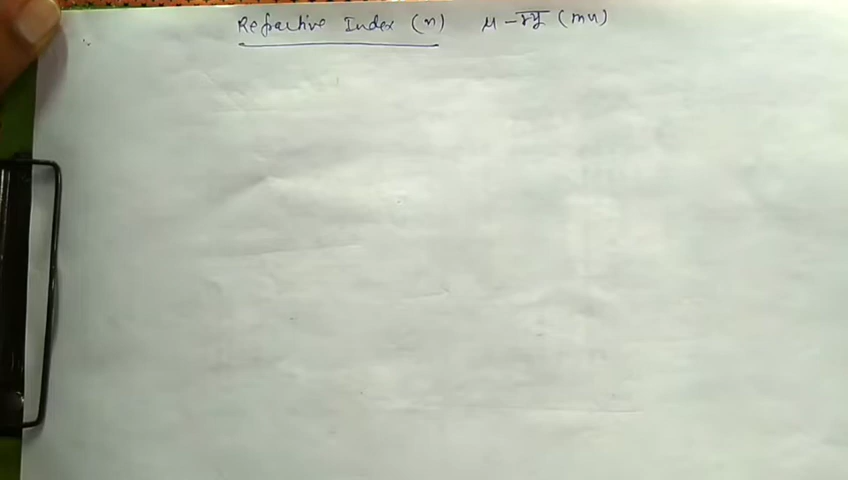 Refractive Index (n) μ - म्यु (mu)